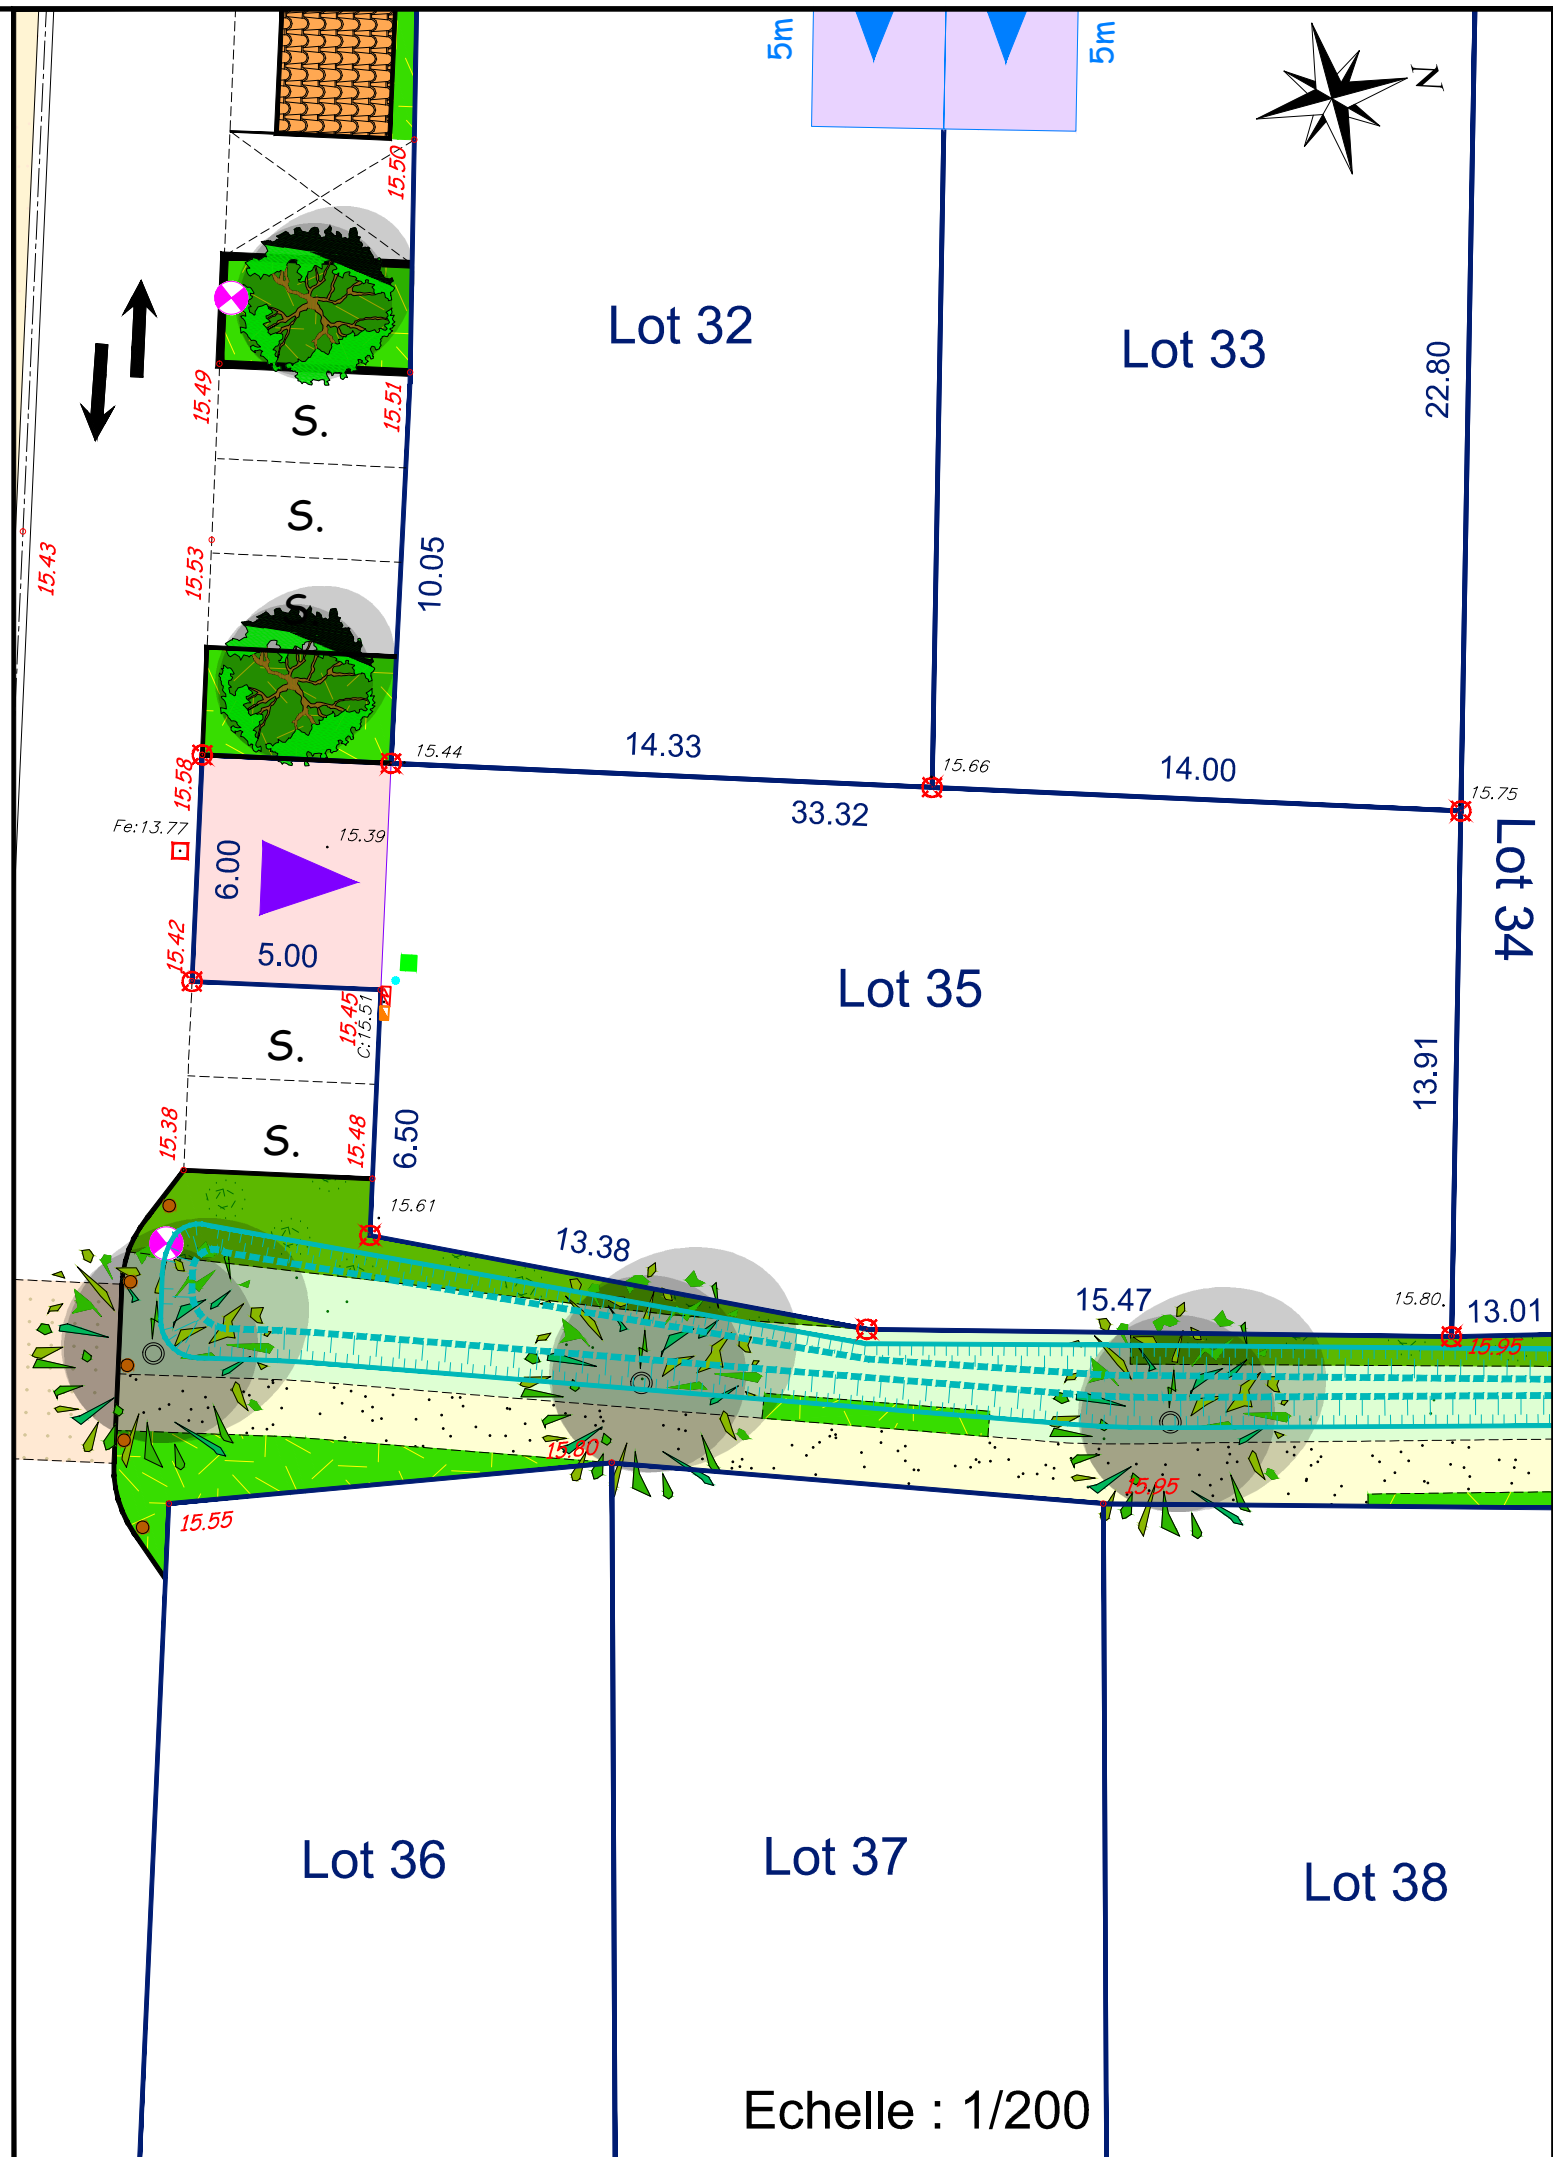 5m
5m
N
15.50
Lot 32
Lot 33
22.80
15.49
15.51
S.
S.
15.43
15.53
10.05
S.
15.44
14.33
15.66
14.00
15.75
33.32
15.58
Fe:13.77
15.39
6.00
Lot 34
15.42
5.00
Lot 35
15.45
C:15.51
S.
13.91
15.38
S.
15.48
6.50
15.61
13.38
15.47
15.80
13.01
15.95
15.80
15.95
15.55
Lot 36
Lot 37
Lot 38
Echelle : 1/200